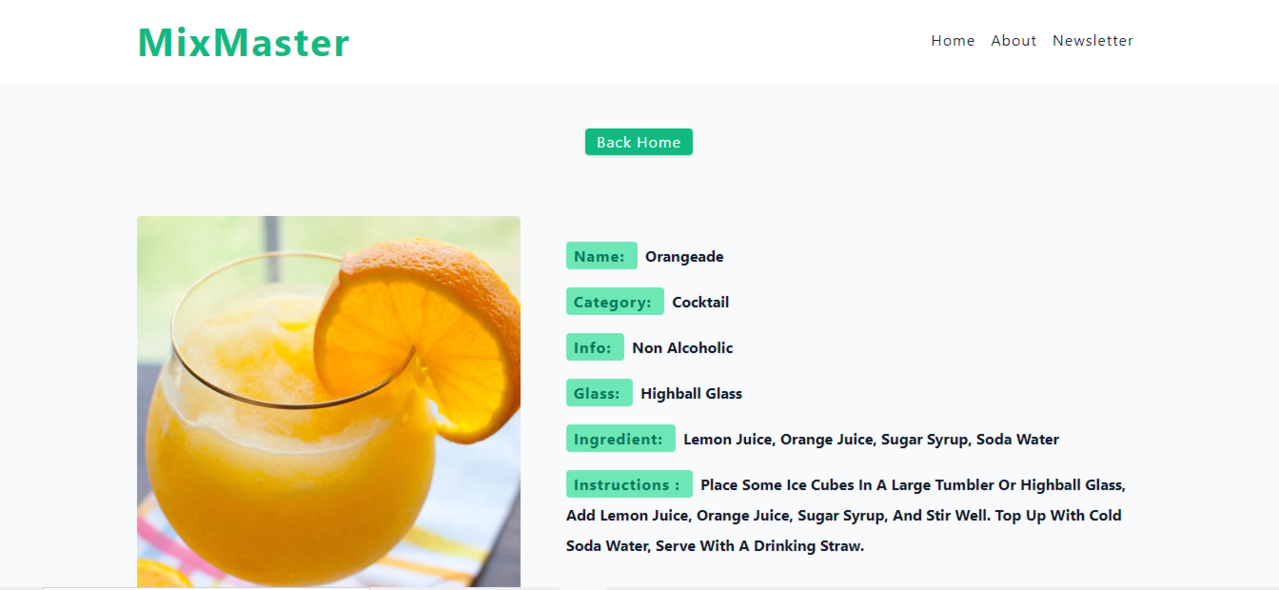 MixMaster
Home About Newsletter
Back Home
Name: Orangeade
Category: Cocktail
Info: Non Alcoholic
Glass: Highball Glass
Ingredient: Lemon Juice, Orange Juice, Sugar Syrup, Soda Water
Instructions : Place Some Ice Cubes In A Large Tumbler Or Highball Glass,
Add Lemon Juice, Orange Juice, Sugar Syrup, And Stir Well. Top Up With Cold
Soda Water, Serve With A Drinking Straw.